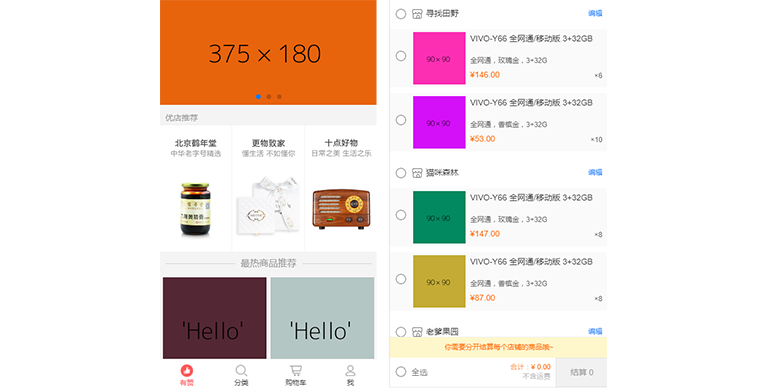 375 × 180
优店推荐
北京鹤年堂
中华老字号精选
更物致家
懂生活 不如懂你
十点好物
日常之美 生活之乐
最热商品推荐
'Hello'
'Hello'
有赞
分类
购物车
我
寻找田野
编辑
90 × 90
VIVO-Y66 全网通/移动版 3+32GB
全网通，玫瑰金，3+32G
¥146.00
×6
90 × 90
VIVO-Y66 全网通/移动版 3+32GB
全网通，香槟金，3+32G
¥53.00
×10
猫咪森林
编辑
90 × 90
VIVO-Y66 全网通/移动版 3+32GB
全网通，玫瑰金，3+32G
¥147.00
×8
90 × 90
VIVO-Y66 全网通/移动版 3+32GB
全网通，香槟金，3+32G
¥87.00
×8
老爹果园
编辑
你需要分开结算每个店铺的商品哦~
全选
合计：¥ 0.00
不含运费
结算 0